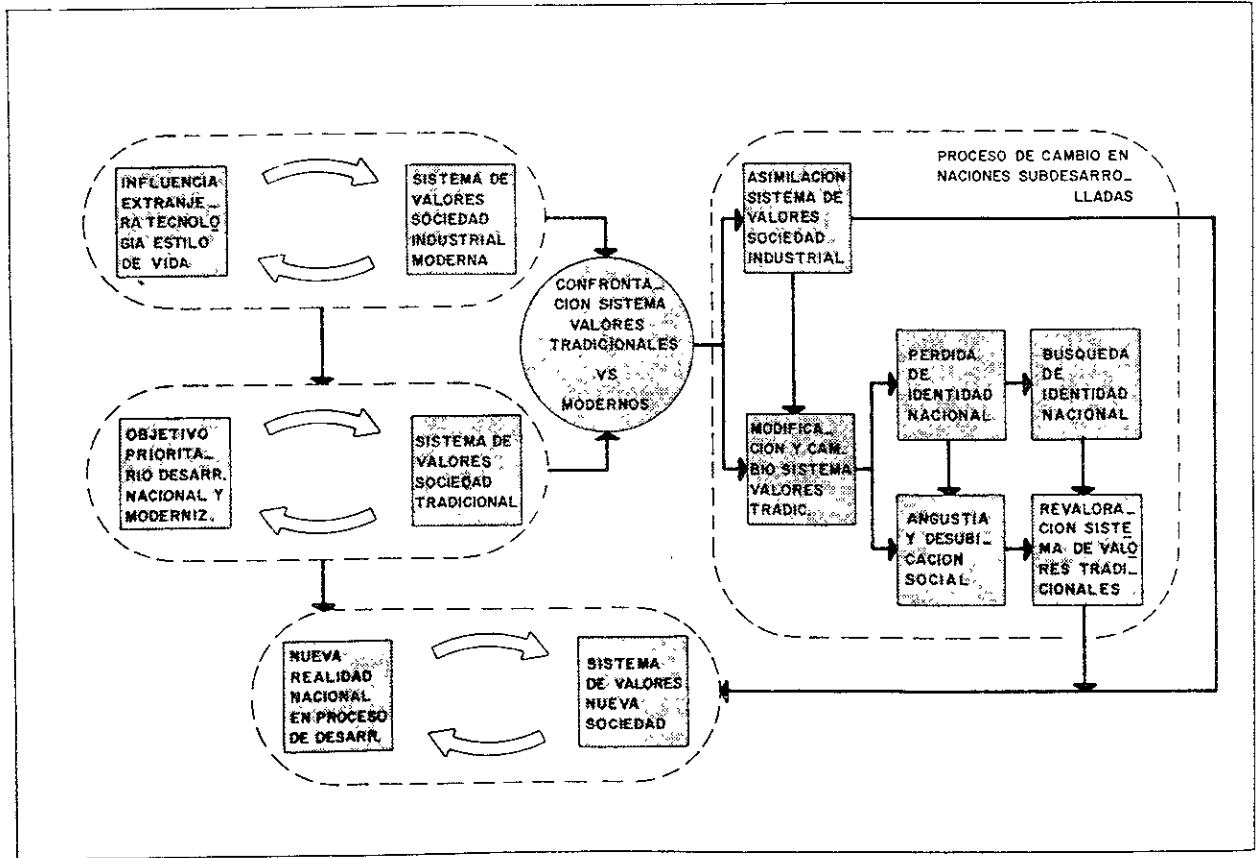 INFLUENCIA
EXTRANJE_
RA TECNOLO
GIA ESTILO
DE VIDA
SISTEMA DE
VALORES
SOCIEDAD
INDUSTRIAL
MODERNA
OBJETIVO
PRIORITA_
RIO DESARR.
NACIONAL Y
MODERNIZ.
SISTEMA DE
VALORES
SOCIEDAD
TRADICIONAL
NUEVA
REALIDAD
NACIONAL
EN PROCESO
DE DESARR.
SISTEMA
DE VALORES
NUEVA
SOCIEDAD
CONFRONTA_
CION SISTEMA
VALORES
TRADICIONALES
VS
MODERNOS
PROCESO DE CAMBIO EN
NACIONES SUBDESARRO_
LLADAS
ASIMILACION
SISTEMA DE
VALORES
SOCIEDAD
INDUSTRIAL
MODIFICA_
CION Y CAM_
BIO SISTEMA
VALORES
TRADIC.
PERDIDA
DE
IDENTIDAD
NACIONAL
BUSQUEDA
DE
IDENTIDAD
NACIONAL
ANGUSTIA
Y DESUBI_
CACION
SOCIAL
REVALORA_
CION SISTE
MA DE VALO
RES TRADI_
CIONALES